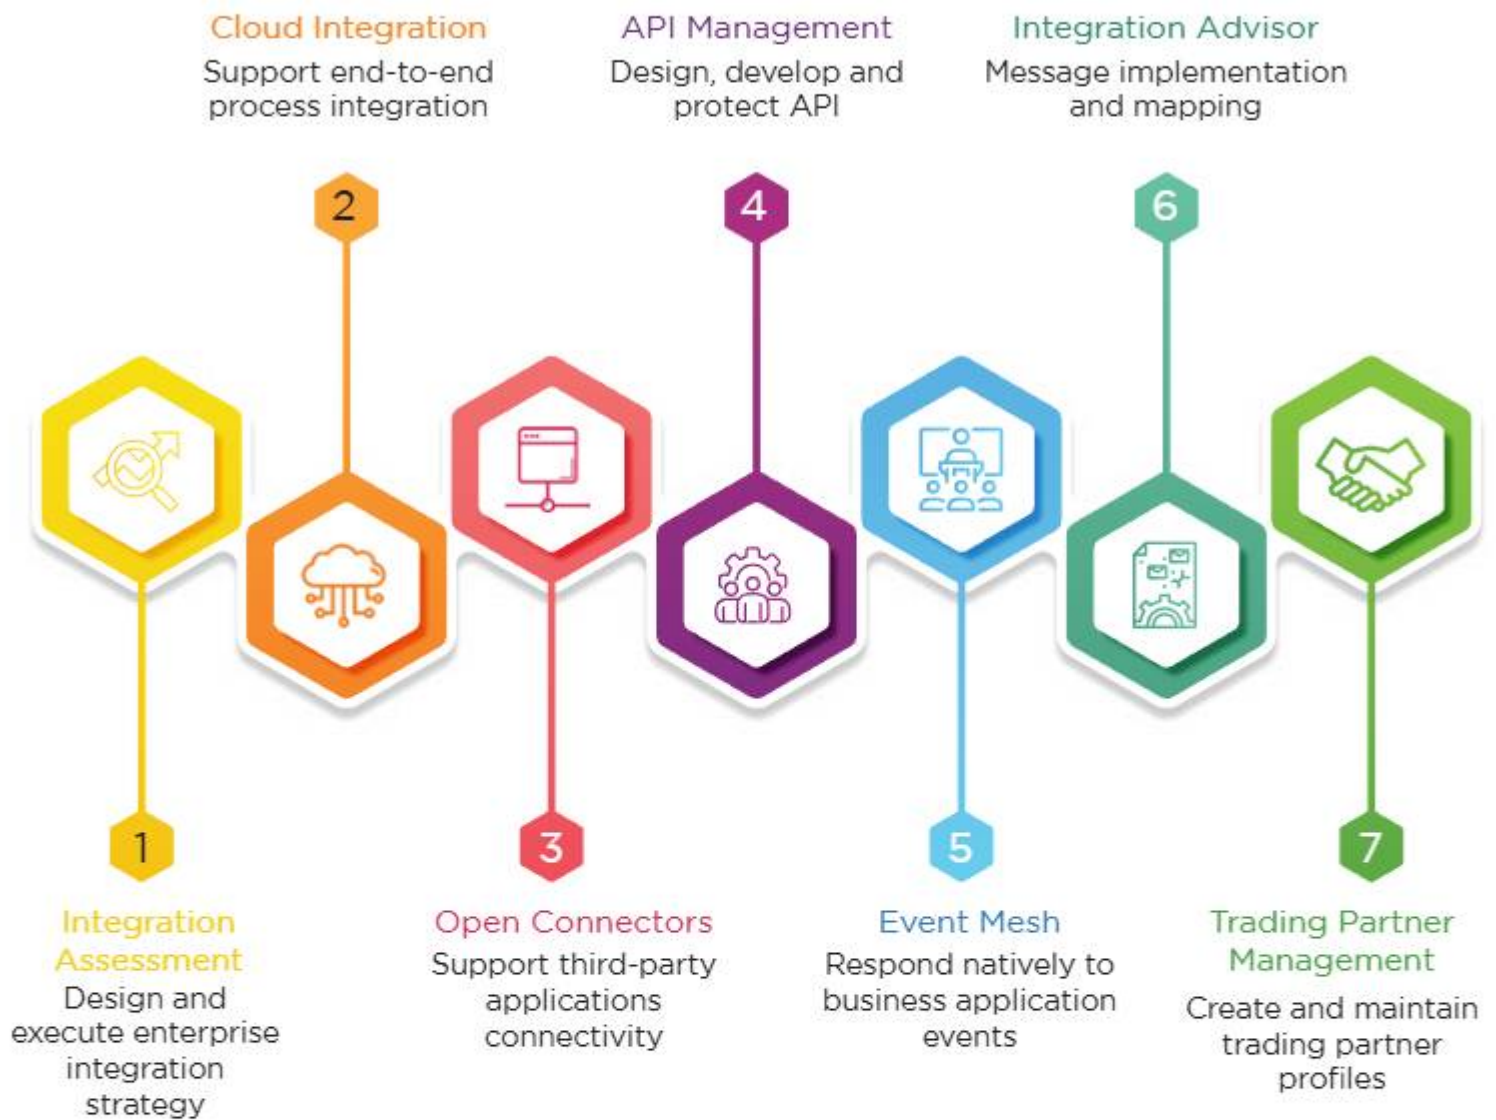 Cloud Integration
Support end-to-end
process integration
API Management
Design, develop and
protect API
Integration Advisor
Message implementation
and mapping
2
4
6
1
3
5
7
Integration
Assessment
Design and
execute enterprise
integration
strategy
Open Connectors
Support third-party
applications
connectivity
Event Mesh
Respond natively to
business application
events
Trading Partner
Management
Create and maintain
trading partner
profiles